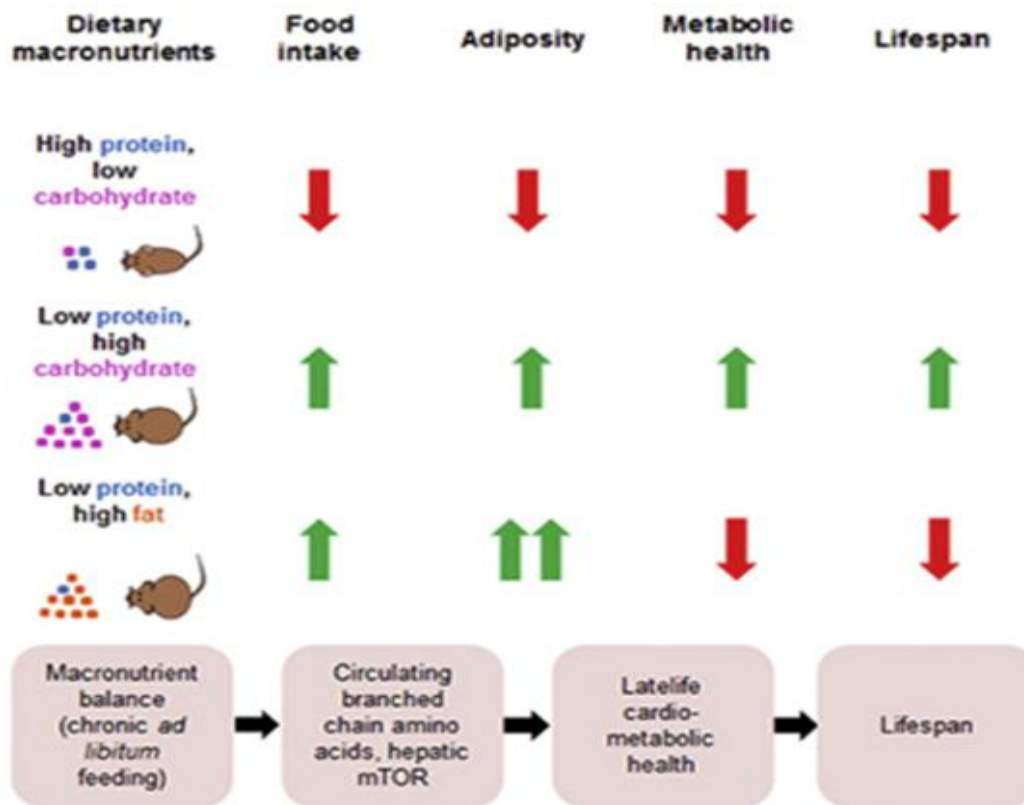 Dietary
macronutrients
Food
intake
Adiposity
Metabolic
health
Lifespan
High protein,
low
carbohydrate
Low protein,
high
carbohydrate
Low protein,
high fat
Macronutrient
balance
(chronic ad
libitum
feeding)
Circulating
branched
chain amino
acids, hepatic
mTOR
Latelife
cardio-
metabolic
health
Lifespan